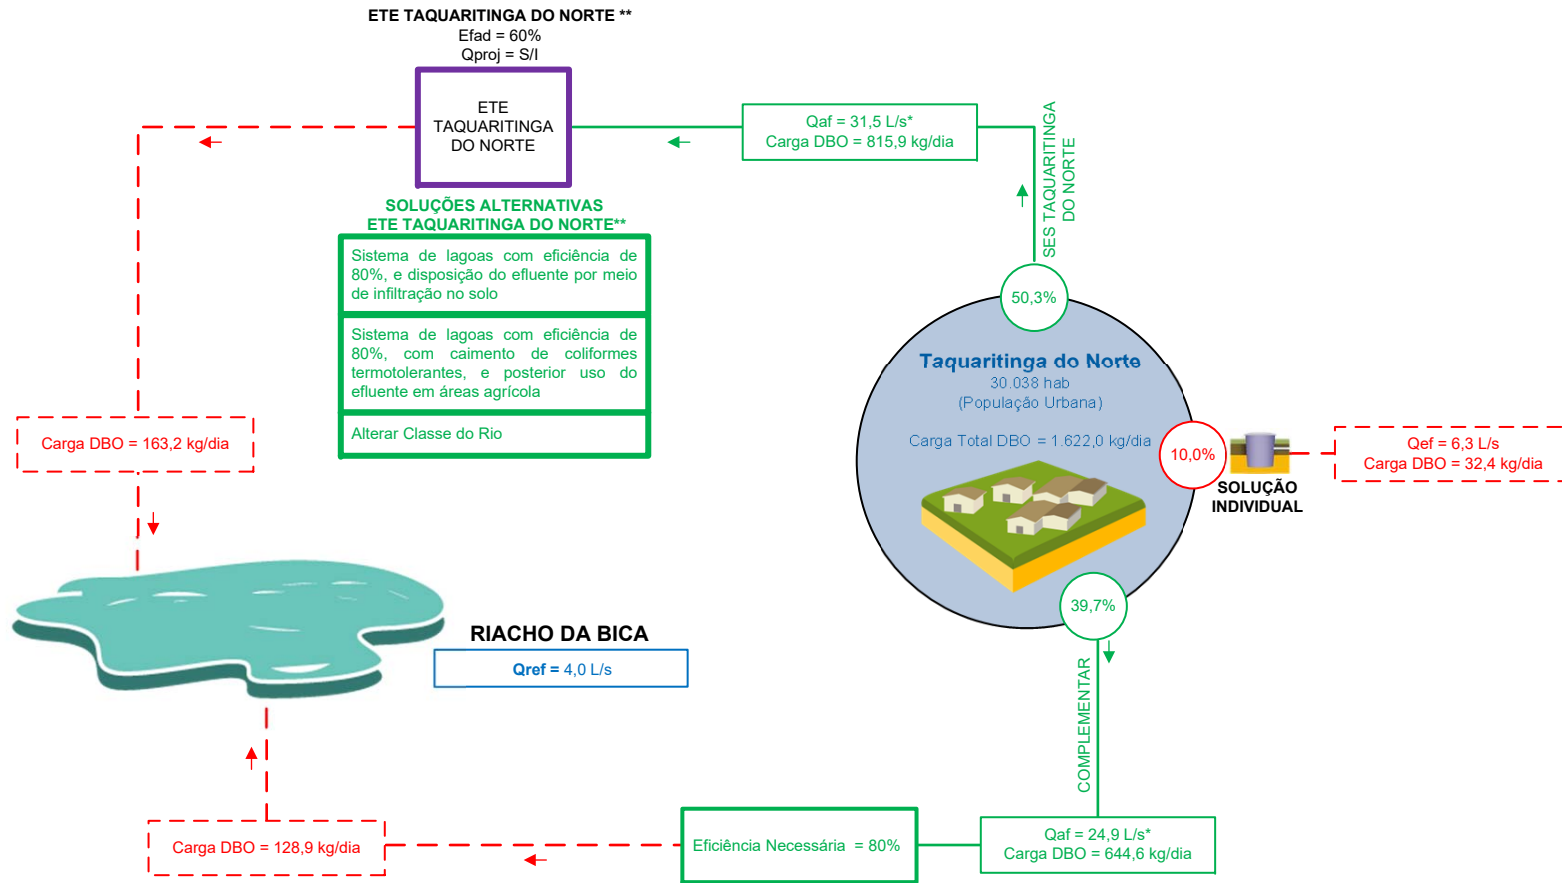 ETE TAQUARITINGA DO NORTE **
Efad = 60%
Qproj = S/I
ETE
TAQUARITINGA
DO NORTE
Qaf = 31,5 L/s*
Carga DBO = 815,9 kg/dia
SES TAQUARITINGA
DO NORTE
SOLUÇÕES ALTERNATIVAS
ETE TAQUARITINGA DO NORTE**
Sistema de lagoas com eficiência de
80%, e disposição do efluente por meio
de infiltração no solo
Sistema de lagoas com eficiência de
80%, com caimento de coliformes
termotolerantes, e posterior uso do
efluente em áreas agrícola
Alterar Classe do Rio
50,3%
Taquaritinga do Norte
30.038 hab
(População Urbana)
Carga Total DBO = 1.622,0 kg/dia
10,0%
SOLUÇÃO
INDIVIDUAL
Qef = 6,3 L/s
Carga DBO = 32,4 kg/dia
39,7%
Carga DBO = 163,2 kg/dia
RIACHO DA BICA
Qref = 4,0 L/s
COMPLEMENTAR
Qaf = 24,9 L/s*
Carga DBO = 644,6 kg/dia
Eficiência Necessária = 80%
Carga DBO = 128,9 kg/dia